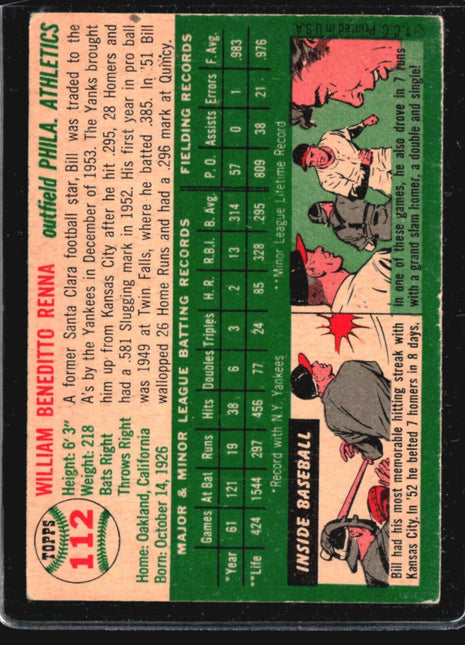 TOPPS
112
WILLIAM BENEDITTO RENNA
outfield PHILA. ATHLETICS
Height: 6' 3"
Weight: 218
Bats Right
Throws Right
Home: Oakland, California
Born: October 14, 1926
A former Santa Clara football star, Bill was traded to the
A's by the Yankees in December of 1953. The Yanks brought
him up from Kansas City after he hit .295, 28 Homers and
had a .581 Slugging mark in 1952. His first year in pro ball
was 1949 at Twin Falls, where he batted .385. In '51 Bill
walloped 26 Home Runs and had a .296 mark at Quincy.
MAJOR & MINOR LEAGUE BATTING RECORDS FIELDING RECORDS
Games At Bat Runs Hits Doubles Triples H. R. R.B.I. B. Avg. P. O. Assists Errors F. Avg.
*Year 61 121 19 38 6 3 2 13 .314 57 0 1 .983
**Life 424 1544 297 456 77 24 85 328 .295 809 38 21 .976
*Record with N.Y. Yankees **Minor League Lifetime Record
INSIDE BASEBALL
Bill had his most memorable hitting streak with
Kansas City. In '52 he belted 7 homers in 8 days.
In one of these games, he also drove in 7 runs
with a grand slam homer, a double and single!
© T.C.G. Printed in U.S.A.